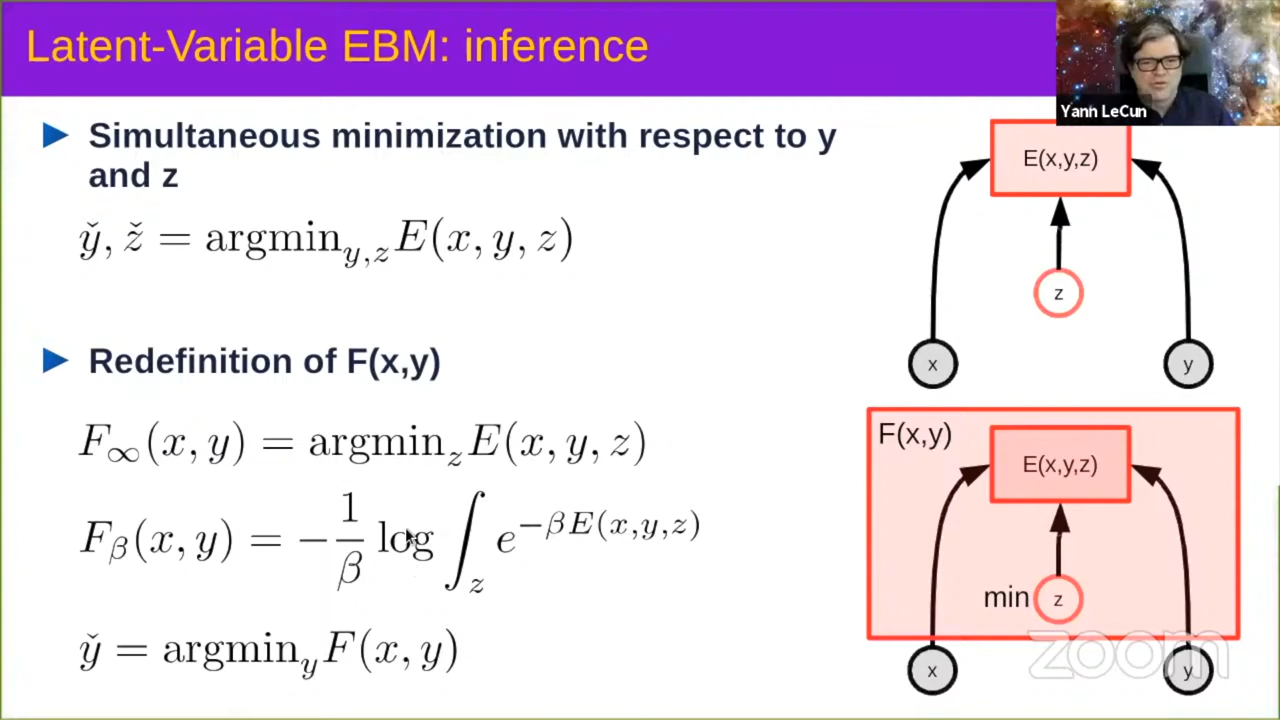 Latent-Variable EBM: inference
Yann LeCun
Simultaneous minimization with respect to y
and z
y̌, ž = argmin_{y,z} E(x, y, z)
Redefinition of F(x,y)
F_∞(x, y) = argmin_z E(x, y, z)
F_β(x, y) = −\frac{1}{β} log ∫_z e^{−βE(x,y,z)}
y̌ = argmin_y F(x, y)
E(x,y,z)
z
x
y
F(x,y)
E(x,y,z)
min z
x
y
zoom